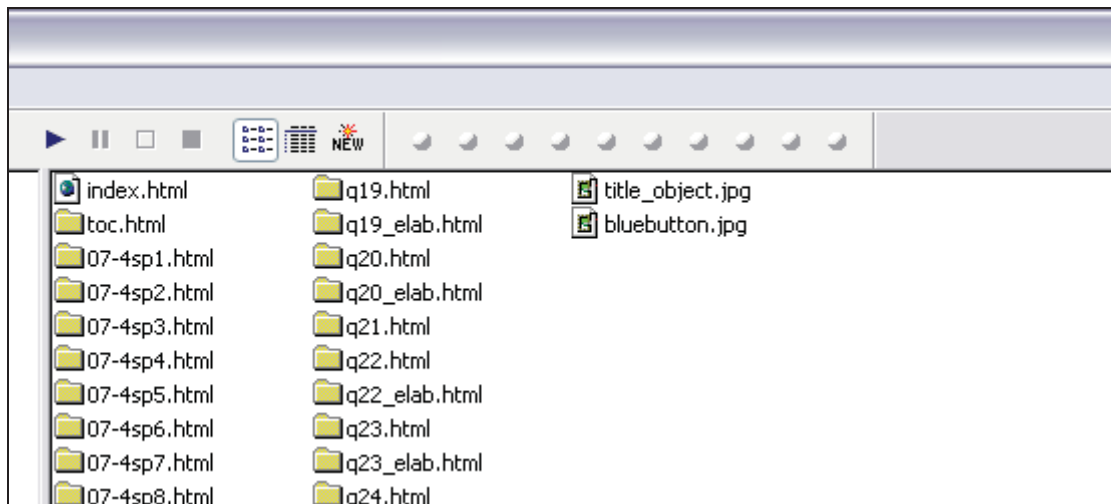 NEW
index.html
toc.html
07-4sp1.html
07-4sp2.html
07-4sp3.html
07-4sp4.html
07-4sp5.html
07-4sp6.html
07-4sp7.html
07-4sp8.html
q19.html
q19_elab.html
q20.html
q20_elab.html
q21.html
q22.html
q22_elab.html
q23.html
q23_elab.html
q24.html
title_object.jpg
bluebutton.jpg